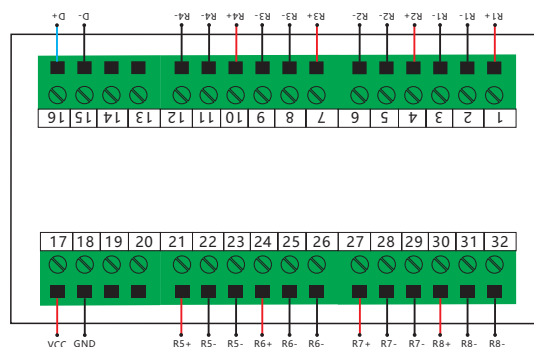 D+ D- R4- R4- R4+ R3- R3- R3+ R2- R2- R2+ R1- R1- R1+
16 15 14 13 12 11 10 9 8 7 6 5 4 3 2 1
17 18 19 20 21 22 23 24 25 26 27 28 29 30 31 32
VCC GND R5+ R5- R5- R6+ R6- R6- R7+ R7- R7- R8+ R8- R8-